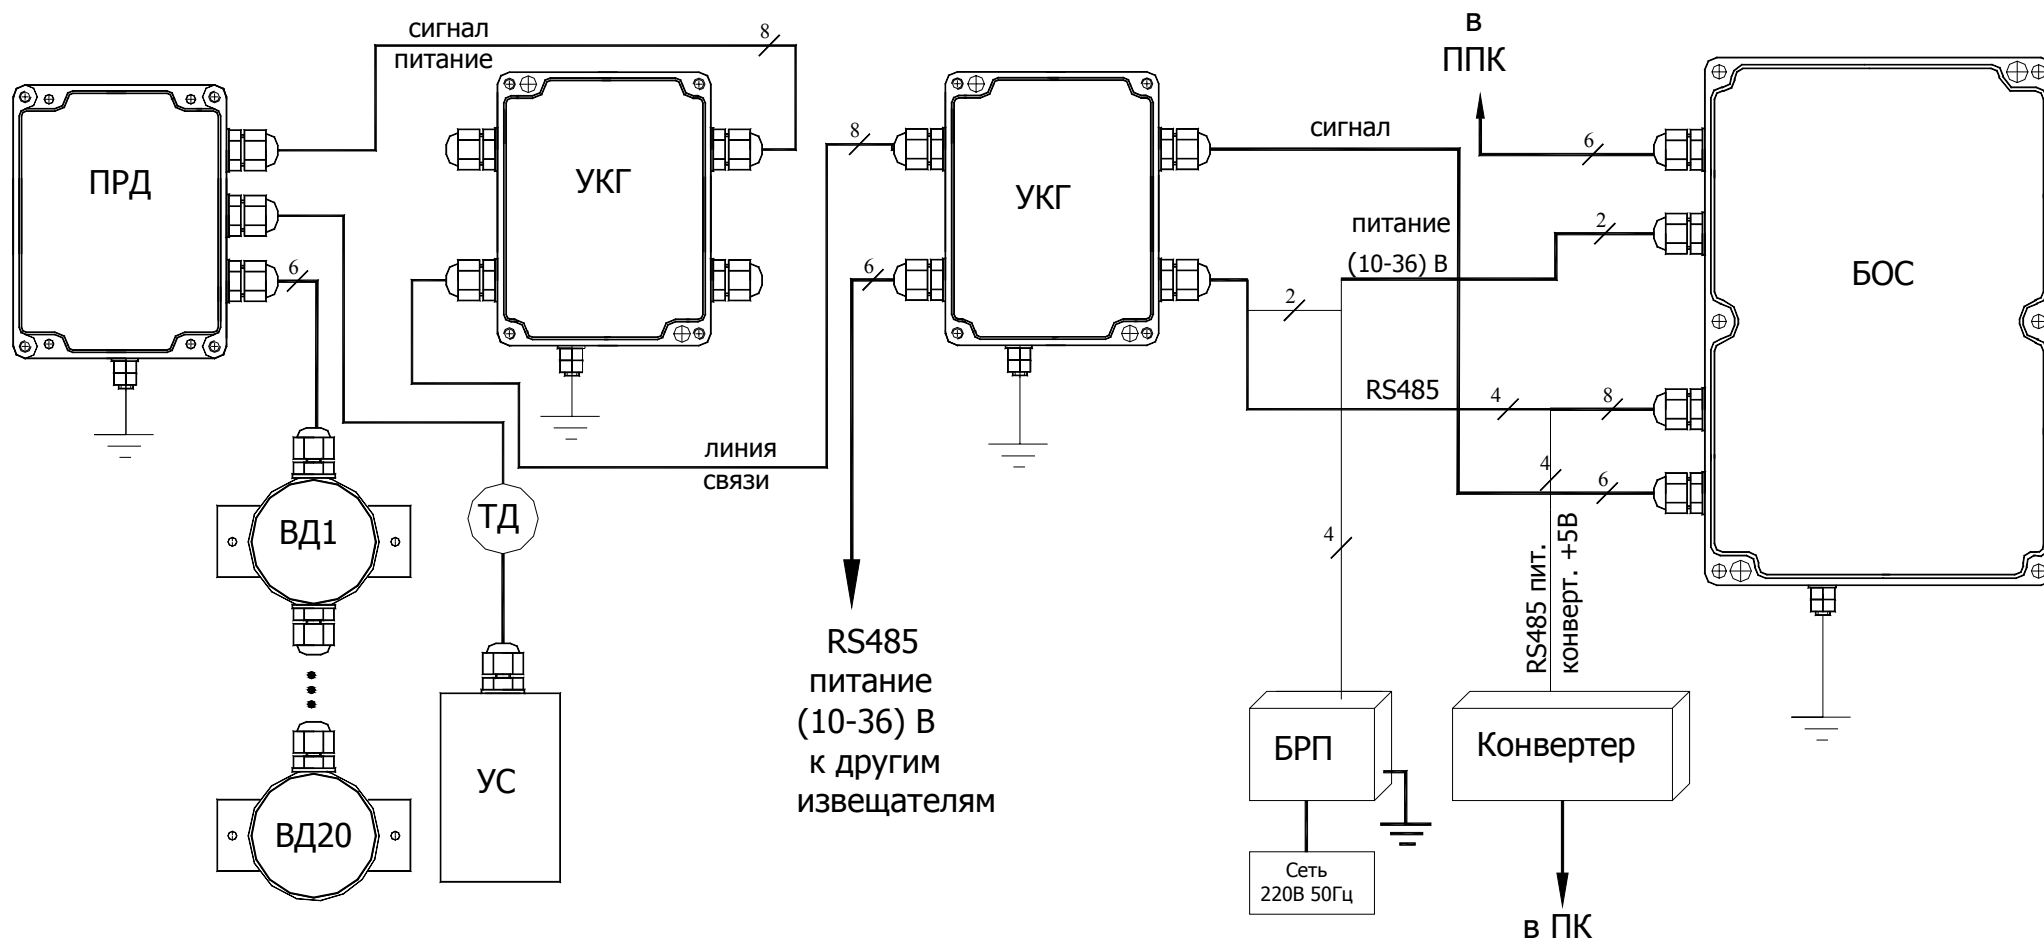 сигнал
питание
8
ПРД
УКГ
6
8
УКГ
6
линия
связи
ВД1
ТД
ВД20
УС
RS485
питание
(10-36) В
к другим
извещателям
в
ППК
сигнал
6
питание
(10-36) В
2
2
БОС
RS485
4
8
4
6
4
RS485 пит.
конверт. +5В
БРП
Конвертер
Сеть
220В 50Гц
в ПК